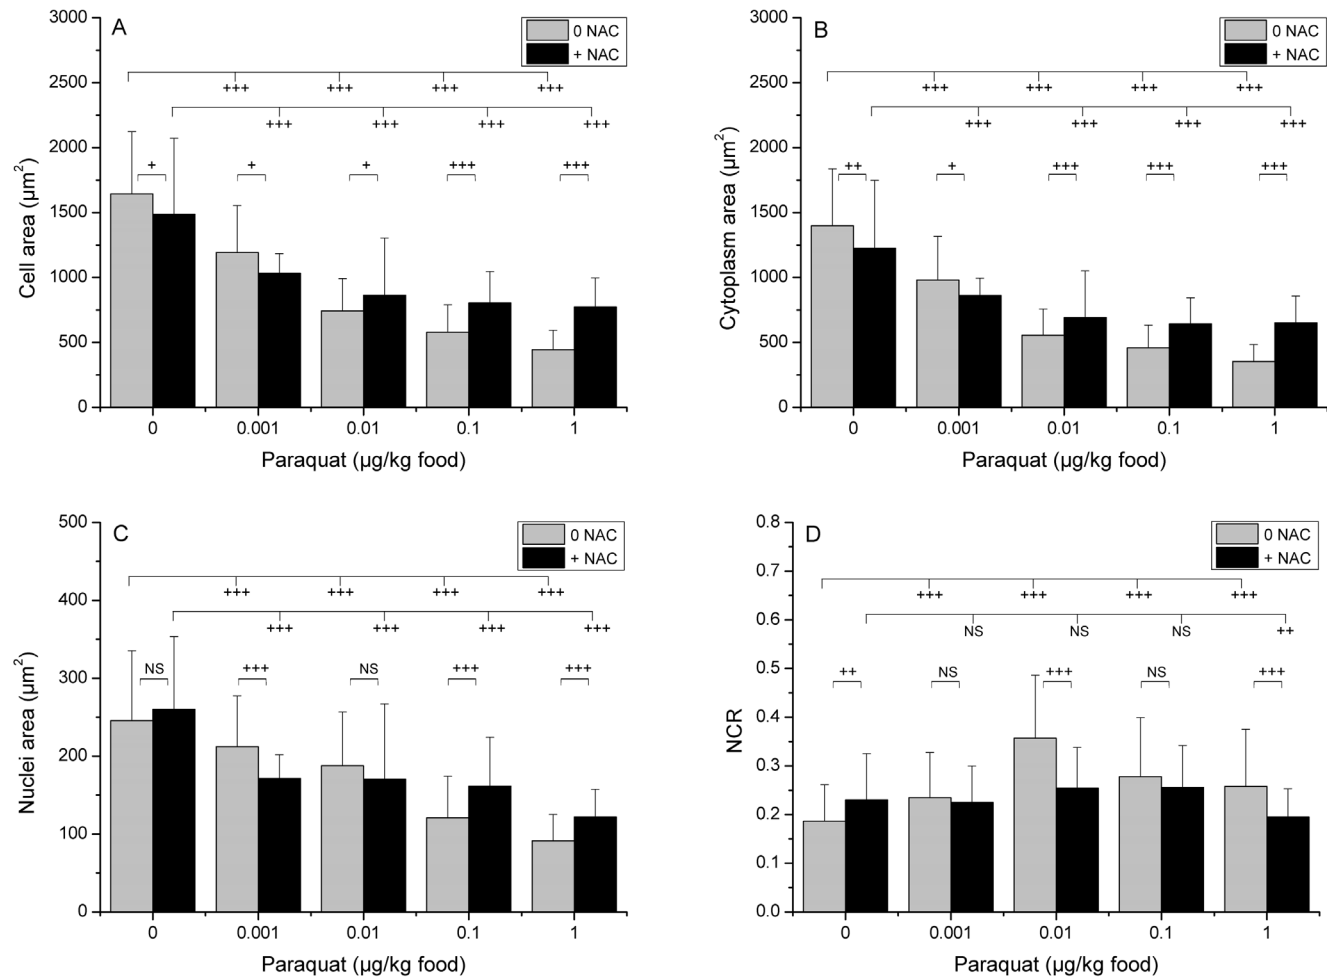 A
0 NAC
+ NAC
3000
2500
2000
1500
1000
500
0
Cell area (µm²)
+++ +++ +++ +++
+++ +++ +++ +++
+ + + +++ +++
0 0.001 0.01 0.1 1
Paraquat (µg/kg food)
B
0 NAC
+ NAC
3000
2500
2000
1500
1000
500
0
Cytoplasm area (µm²)
+++ +++ +++ +++
+++ +++ +++ +++
++ + +++ +++ +++
0 0.001 0.01 0.1 1
Paraquat (µg/kg food)
C
0 NAC
+ NAC
500
400
300
200
100
0
Nuclei area (µm²)
+++ +++ +++ +++
+++ +++ +++ +++
NS +++ NS +++ +++
0 0.001 0.01 0.1 1
Paraquat (µg/kg food)
D
0 NAC
+ NAC
0.8
0.7
0.6
0.5
0.4
0.3
0.2
0.1
0.0
NCR
+++ +++ +++ +++
NS NS NS ++
++ NS +++ NS +++
0 0.001 0.01 0.1 1
Paraquat (µg/kg food)